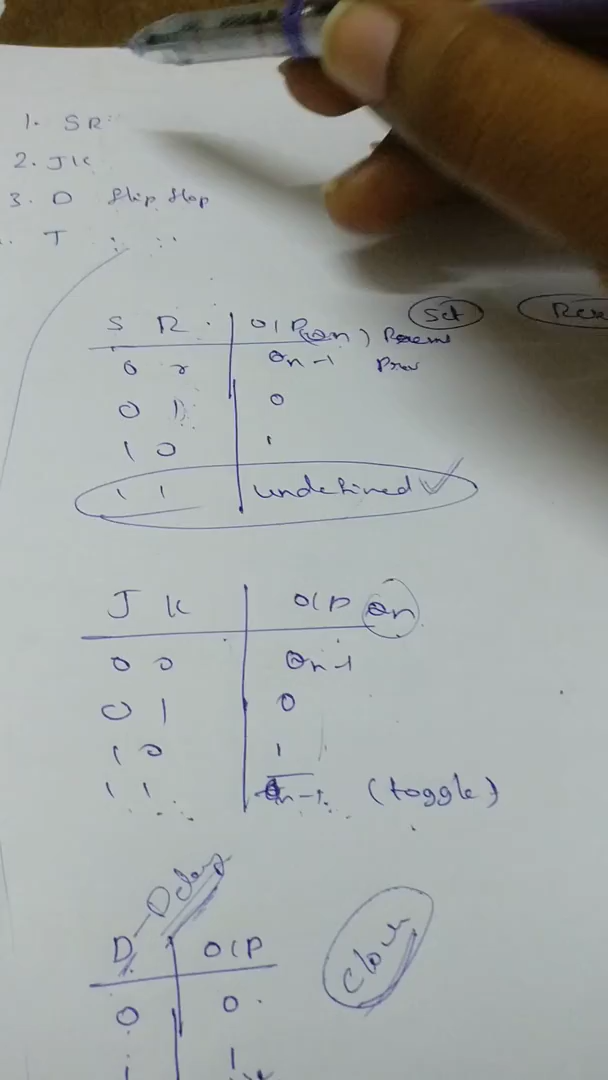 1. SR
2. JK
3. D flip flop
T " "
Set
S R O/P(Qn) Present
0 0 Qn-1 Prev
0 1 0
1 0 1
1 1 undefined ✓
J K O/P Qn
0 0 Qn-1
0 1 0
1 0 1
1 1 Q̅n-1 (toggle)
Delay
D O/P
0 0
1 1